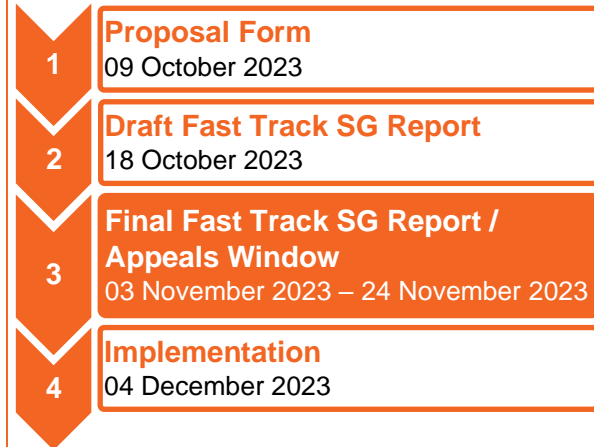 1
Proposal Form
09 October 2023
2
Draft Fast Track SG Report
18 October 2023
3
Final Fast Track SG Report /
Appeals Window
03 November 2023 – 24 November 2023
4
Implementation
04 December 2023